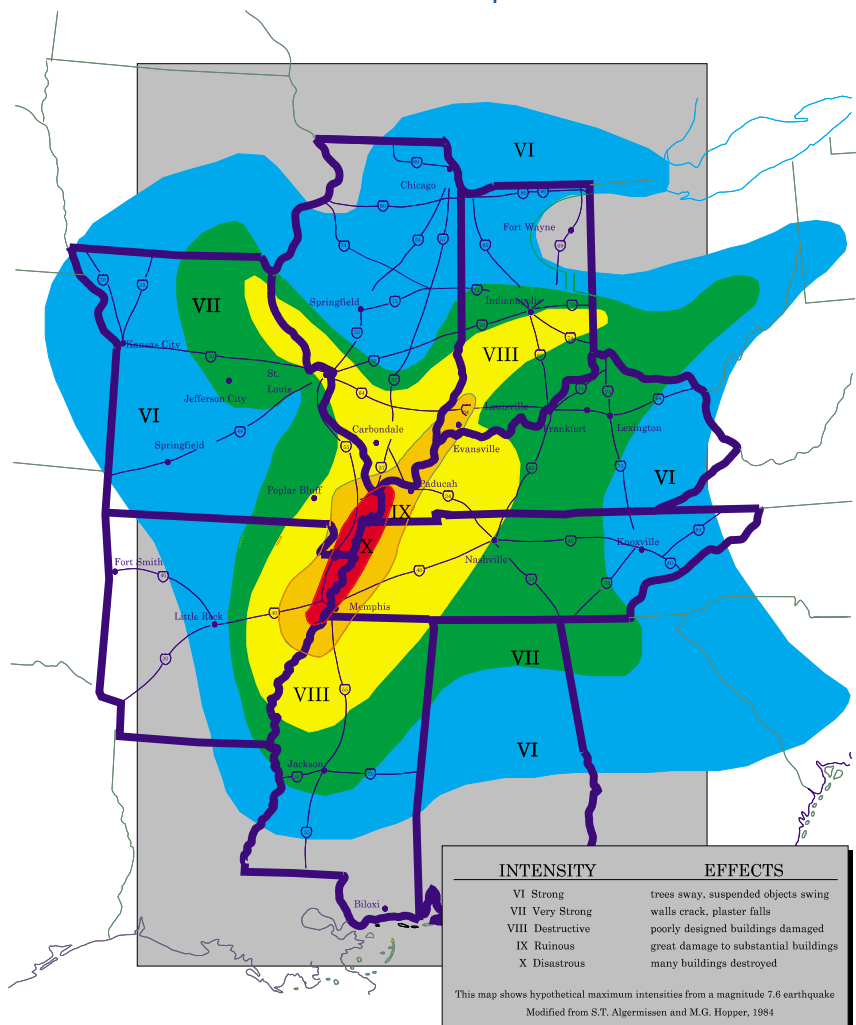 VI
Chicago
Fort Wayne
VII
Springfield
Indianapolis
Kansas City
VIII
St.
Louis
Jefferson City
VI
Louisville
Carbondale
Frankfort
Lexington
Springfield
Evansville
VI
Poplar Bluff
Paducah
IX
X
Nashville
Knoxville
Fort Smith
Memphis
Little Rock
VII
VIII
VI
Jackson
Biloxi
INTENSITY EFFECTS
VI Strong trees sway, suspended objects swing
VII Very Strong walls crack, plaster falls
VIII Destructive poorly designed buildings damaged
IX Ruinous great damage to substantial buildings
X Disastrous many buildings destroyed
This map shows hypothetical maximum intensities from a magnitude 7.6 earthquake
Modified from S.T. Algermissen and M.G. Hopper, 1984